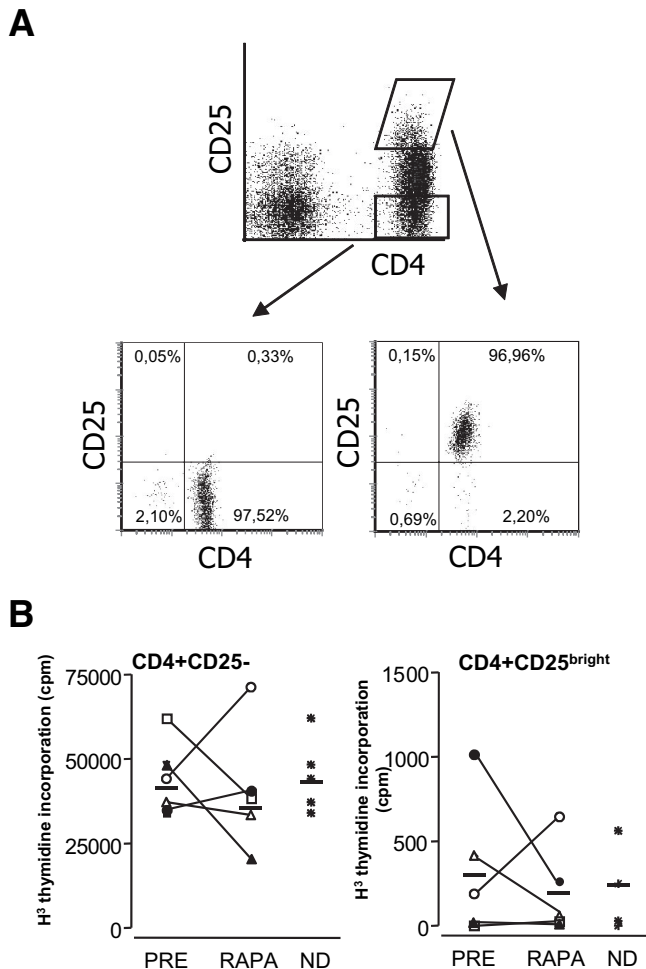 A
CD25
CD4
0,05% 0,33%
CD25
2,10% 97,52%
CD4
0,15% 96,96%
CD25
0,69% 2,20%
CD4
B
CD4+CD25-
H³ thymidine incorporation (cpm)
75000
50000
25000
0
PRE RAPA ND
CD4+CD25bright
H³ thymidine incorporation
(cpm)
1500
1000
500
0
PRE RAPA ND